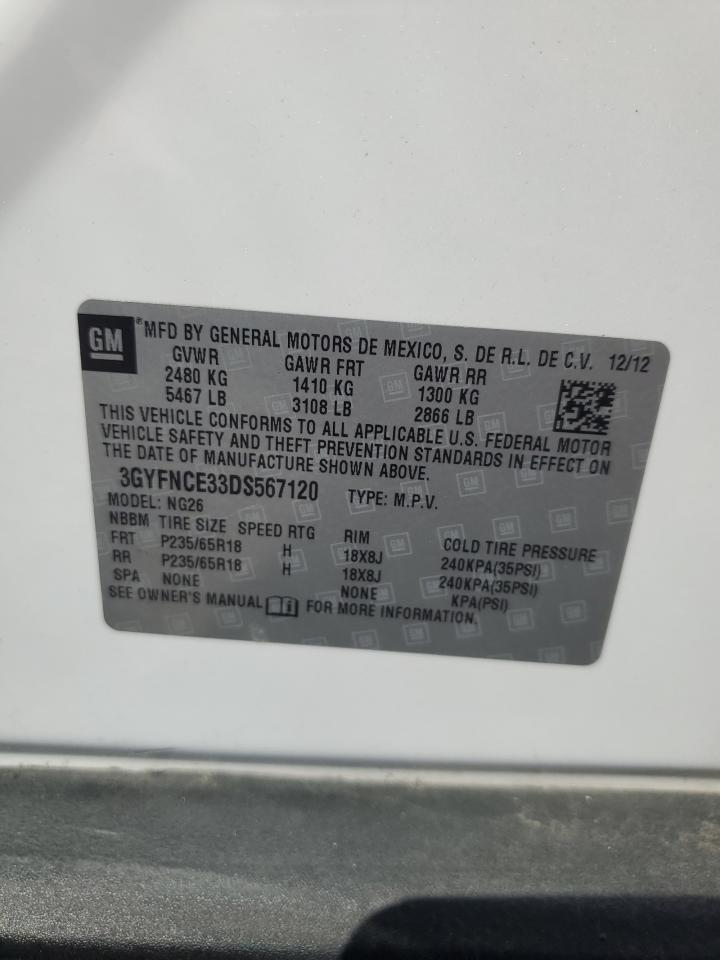 GM ® MFD BY GENERAL MOTORS DE MEXICO, S. DE R.L. DE C.V. 12/12
GVWR GAWR FRT GAWR RR
2480 KG 1410 KG 1300 KG
5467 LB 3108 LB 2866 LB
THIS VEHICLE CONFORMS TO ALL APPLICABLE U.S. FEDERAL MOTOR
VEHICLE SAFETY AND THEFT PREVENTION STANDARDS IN EFFECT ON
THE DATE OF MANUFACTURE SHOWN ABOVE.
3GYFNCE33DS567120 TYPE: M.P.V.
MODEL: NG26
NBBM TIRE SIZE SPEED RTG RIM COLD TIRE PRESSURE
FRT P235/65R18 H 18X8J 240KPA(35PSI)
RR P235/65R18 H 18X8J 240KPA(35PSI)
SPA NONE NONE KPA(PSI)
SEE OWNER'S MANUAL FOR MORE INFORMATION.